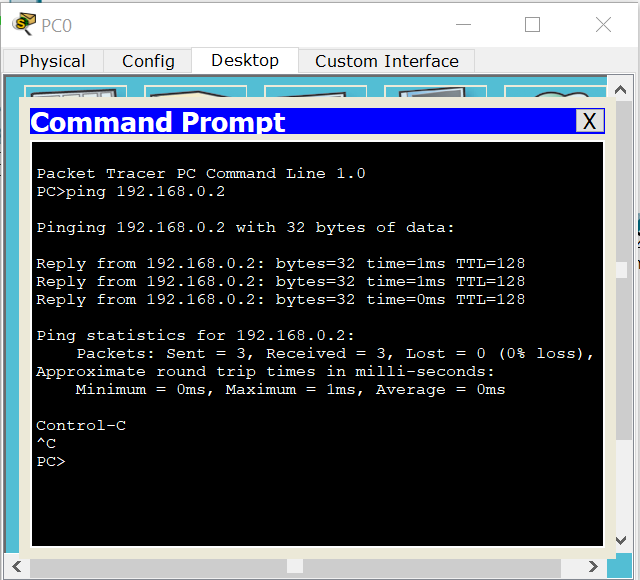 PC0
Physical Config Desktop Custom Interface
Command Prompt X
Packet Tracer PC Command Line 1.0
PC>ping 192.168.0.2
Pinging 192.168.0.2 with 32 bytes of data:
Reply from 192.168.0.2: bytes=32 time=1ms TTL=128
Reply from 192.168.0.2: bytes=32 time=1ms TTL=128
Reply from 192.168.0.2: bytes=32 time=0ms TTL=128
Ping statistics for 192.168.0.2:
    Packets: Sent = 3, Received = 3, Lost = 0 (0% loss),
Approximate round trip times in milli-seconds:
    Minimum = 0ms, Maximum = 1ms, Average = 0ms
Control-C
^C
PC>